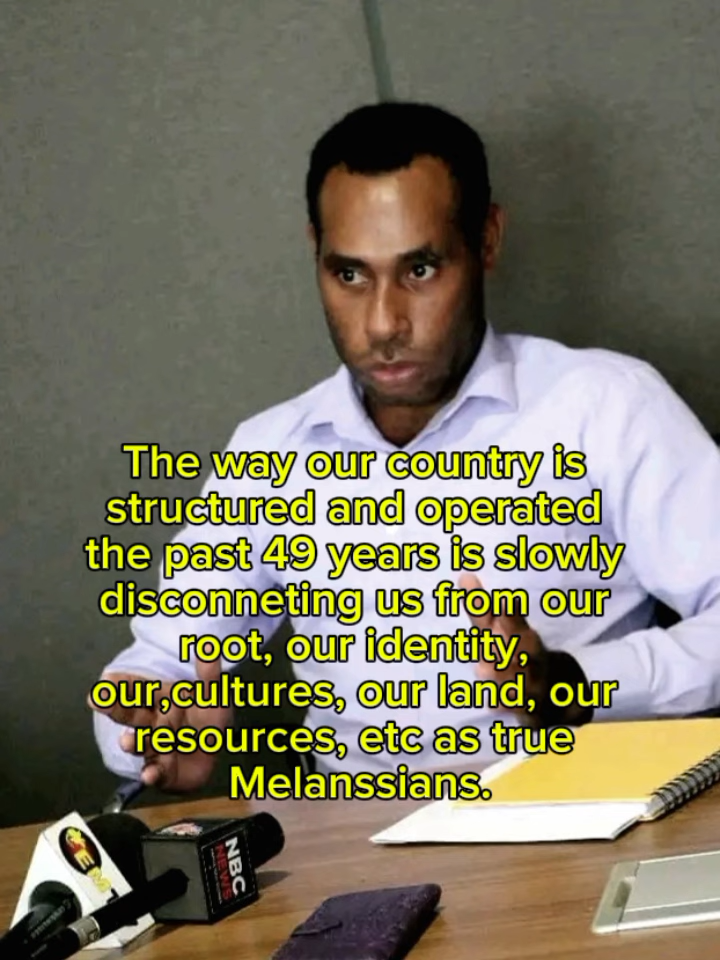 The way our country is
structured and operated
the past 49 years is slowly
disconneting us from our
root, our identity,
our,cultures, our land, our
resources, etc as true
Melanssians.
EM
NBC
NEWS